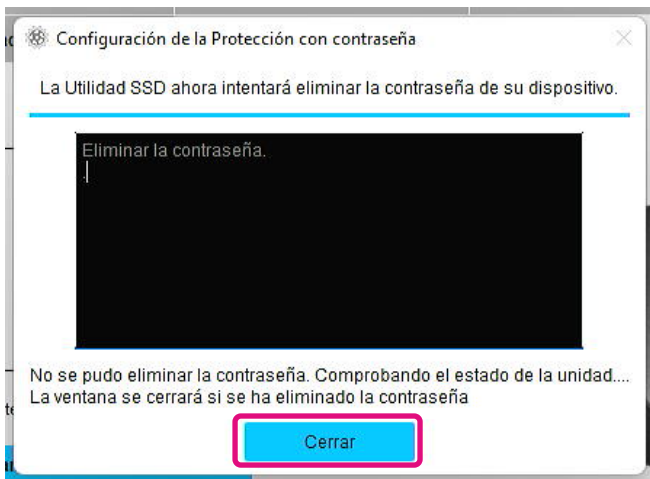 Configuración de la Protección con contraseña
La Utilidad SSD ahora intentará eliminar la contraseña de su dispositivo.
Eliminar la contraseña.
.
No se pudo eliminar la contraseña. Comprobando el estado de la unidad....
La ventana se cerrará si se ha eliminado la contraseña
Cerrar